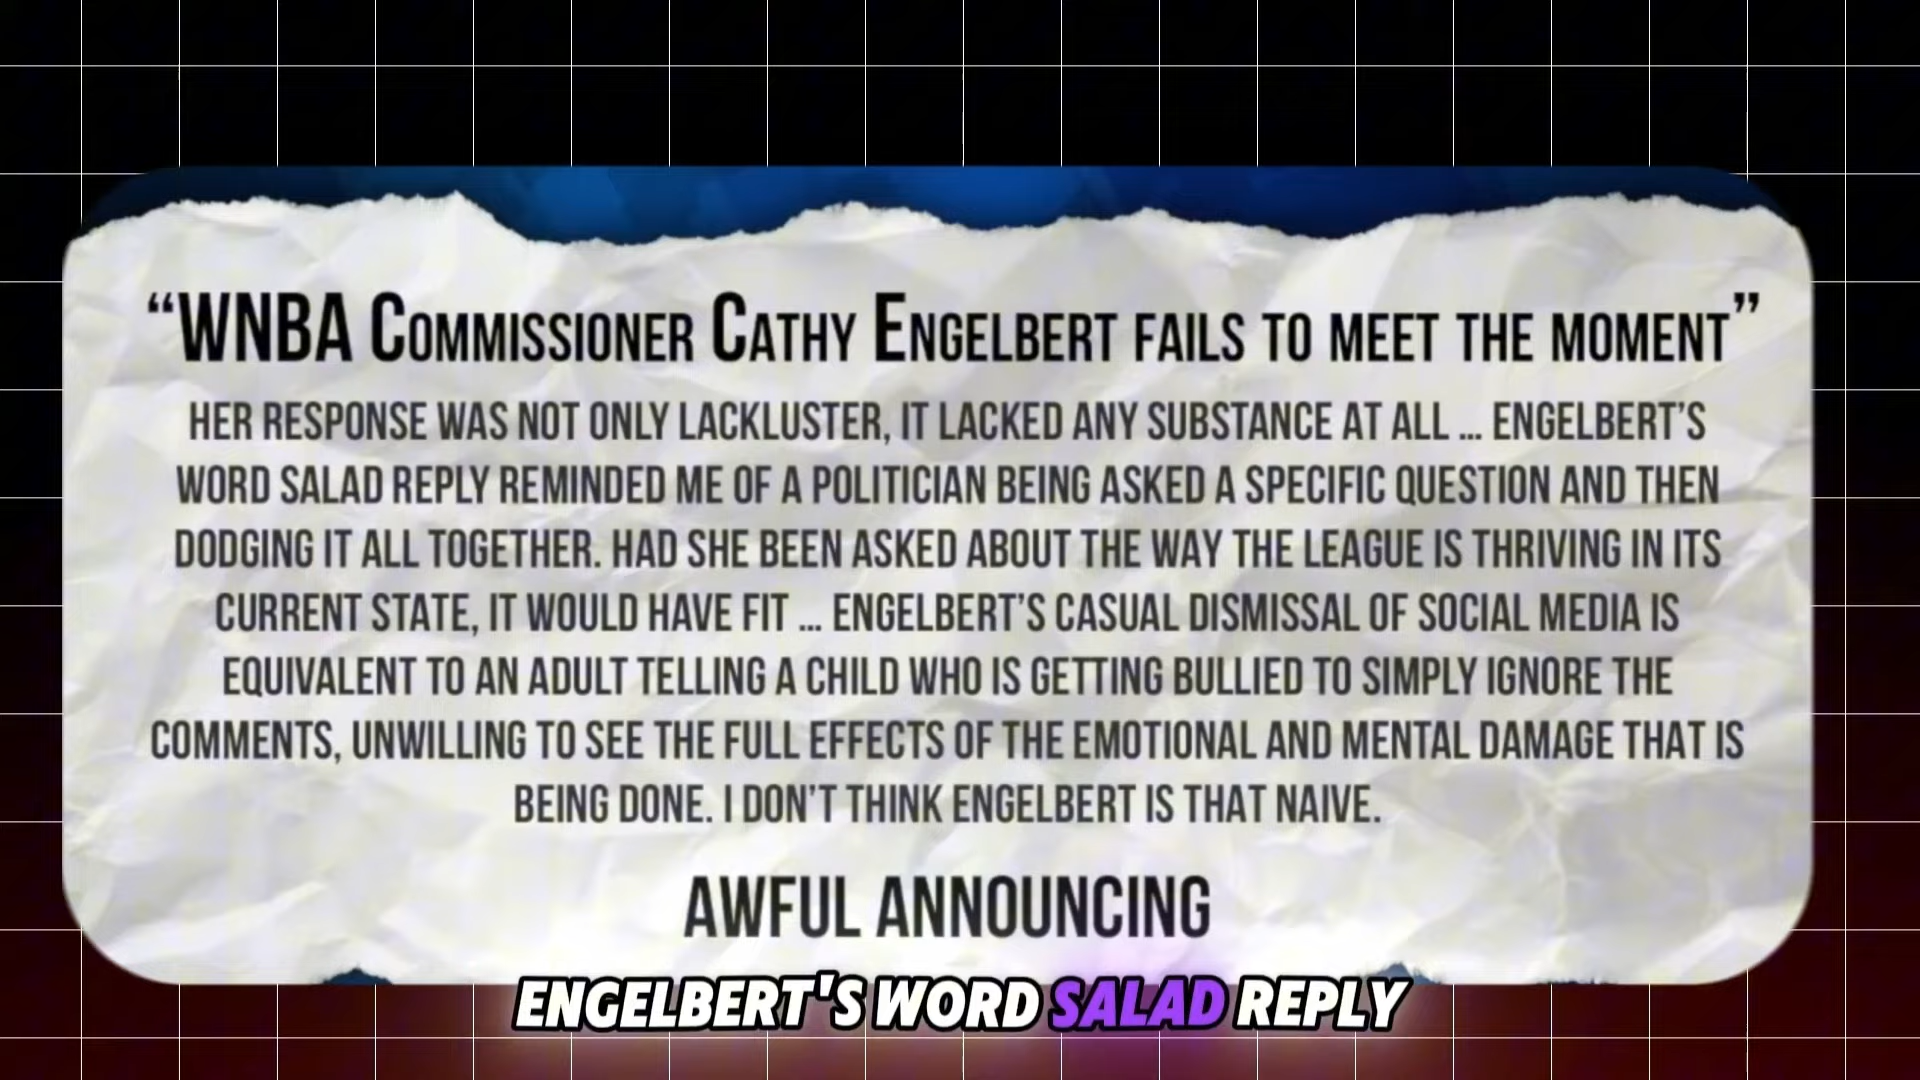 “WNBA Commissioner Cathy Engelbert fails to meet the moment”
HER RESPONSE WAS NOT ONLY LACKLUSTER, IT LACKED ANY SUBSTANCE AT ALL ... ENGELBERT’S
WORD SALAD REPLY REMINDED ME OF A POLITICIAN BEING ASKED A SPECIFIC QUESTION AND THEN
DODGING IT ALL TOGETHER. HAD SHE BEEN ASKED ABOUT THE WAY THE LEAGUE IS THRIVING IN ITS
CURRENT STATE, IT WOULD HAVE FIT ... ENGELBERT’S CASUAL DISMISSAL OF SOCIAL MEDIA IS
EQUIVALENT TO AN ADULT TELLING A CHILD WHO IS GETTING BULLIED TO SIMPLY IGNORE THE
COMMENTS, UNWILLING TO SEE THE FULL EFFECTS OF THE EMOTIONAL AND MENTAL DAMAGE THAT IS
BEING DONE. I DON’T THINK ENGELBERT IS THAT NAIVE.
AWFUL ANNOUNCING
ENGELBERT'S WORD SALAD REPLY